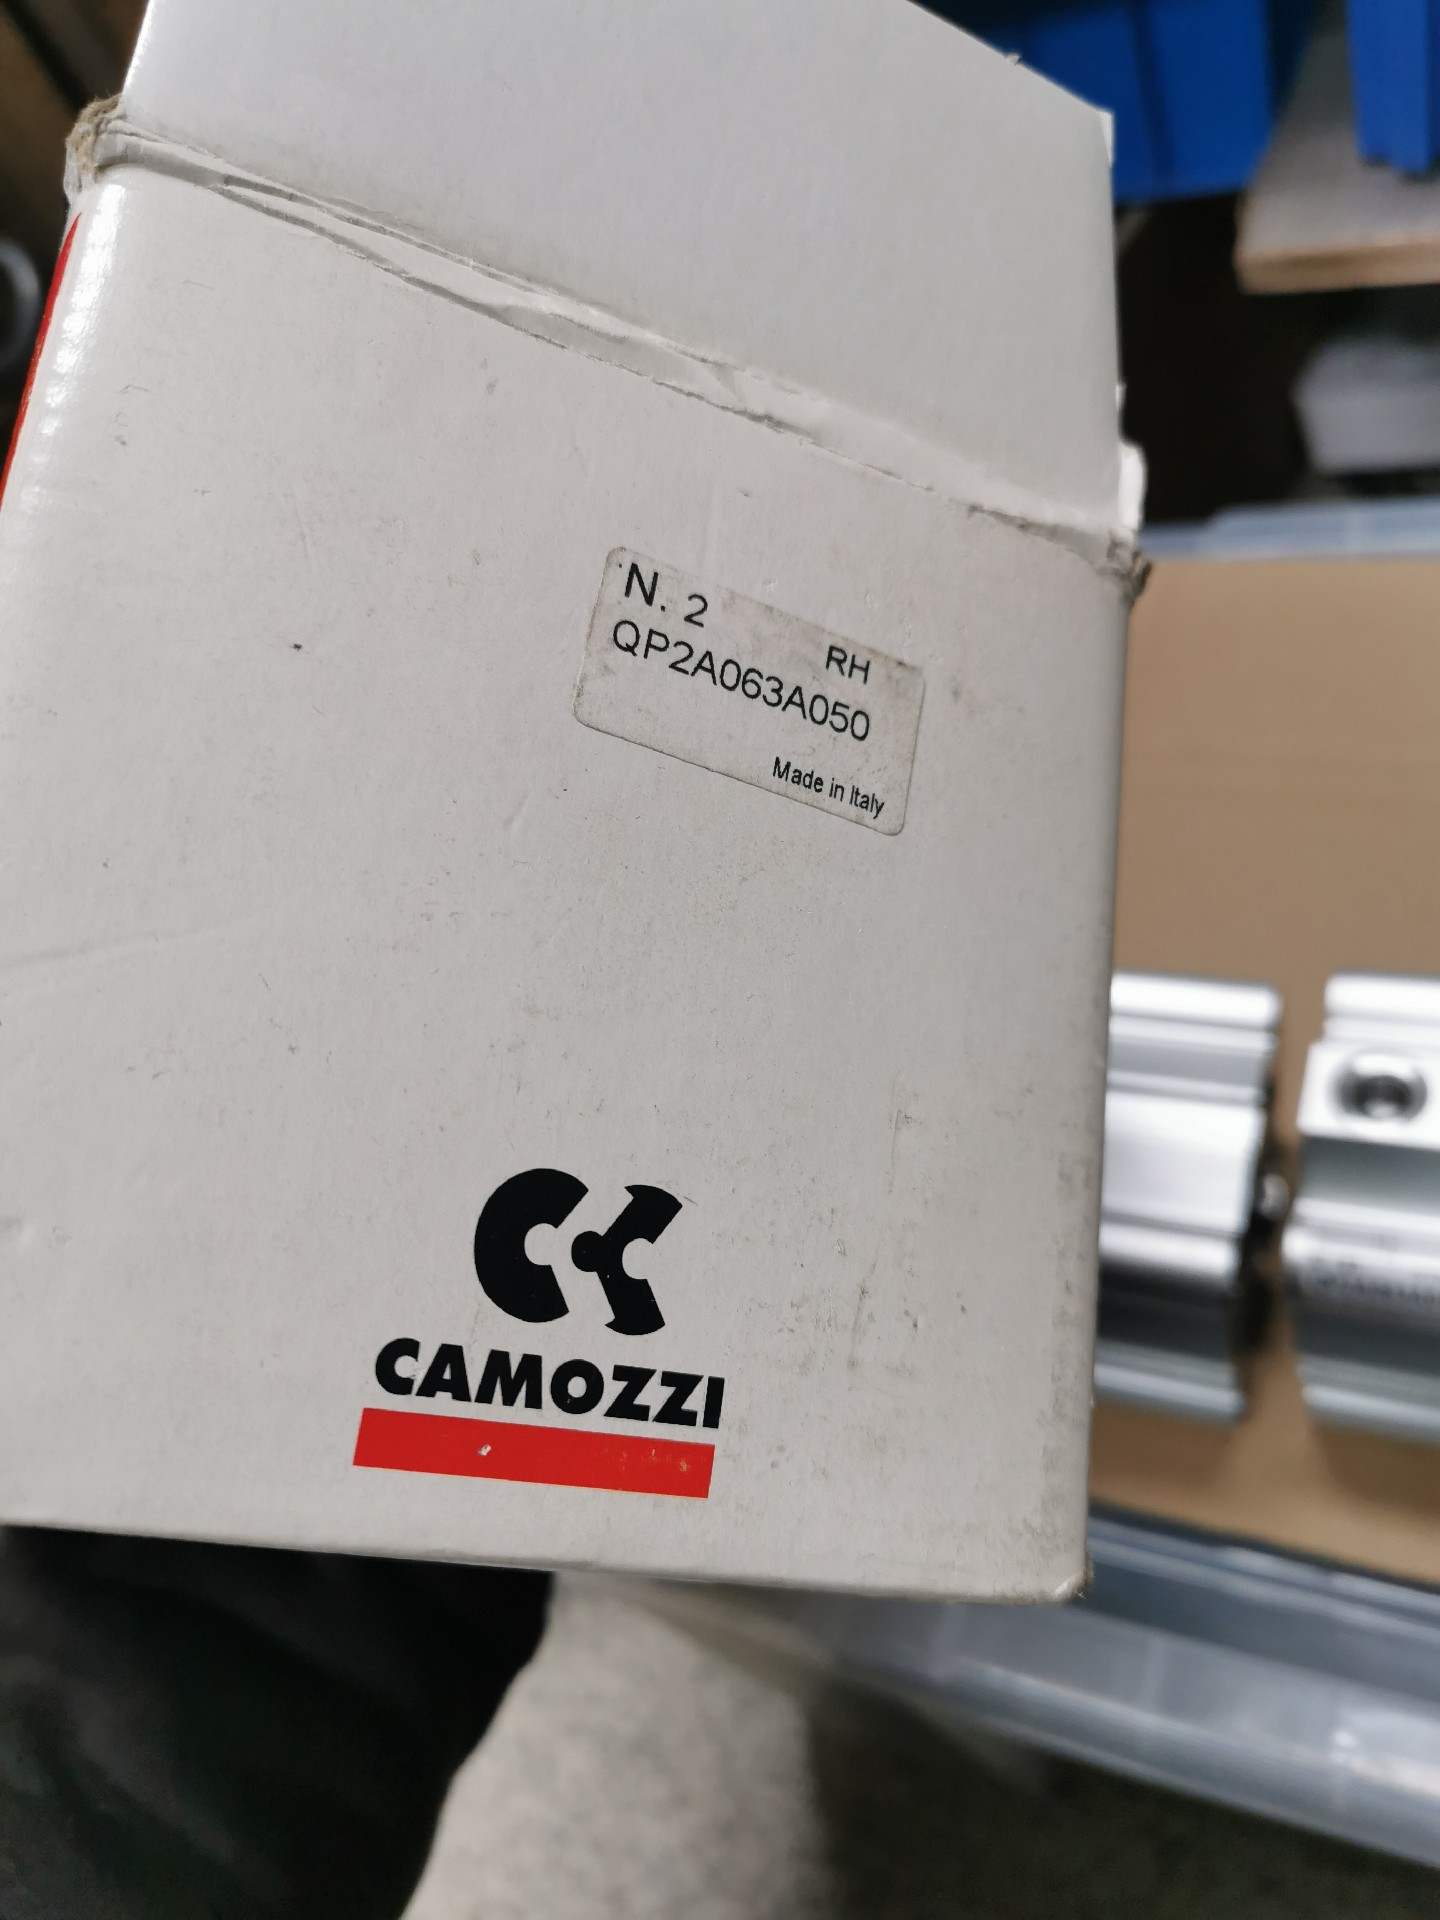 N. 2 RH
QP2A063A050
Made in Italy
CAMOZZI